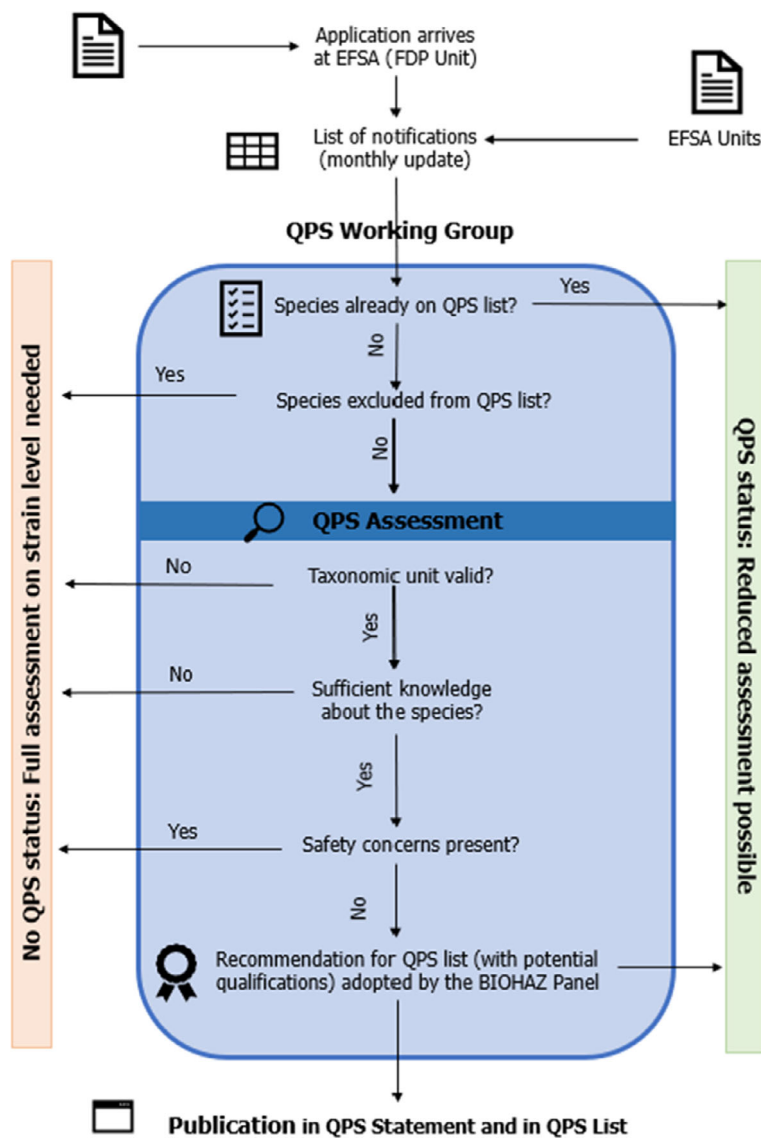 Application arrives
at EFSA (FDP Unit)
List of notifications
(monthly update)
EFSA Units
QPS Working Group
Species already on QPS list?
Yes
No
Yes
Species excluded from QPS list?
No
QPS Assessment
No
Taxonomic unit valid?
Yes
No
Sufficient knowledge
about the species?
Yes
Yes
Safety concerns present?
No
Recommendation for QPS list (with potential
qualifications) adopted by the BIOHAZ Panel
No QPS status: Full assessment on strain level needed
QPS status: Reduced assessment possible
Publication in QPS Statement and in QPS List